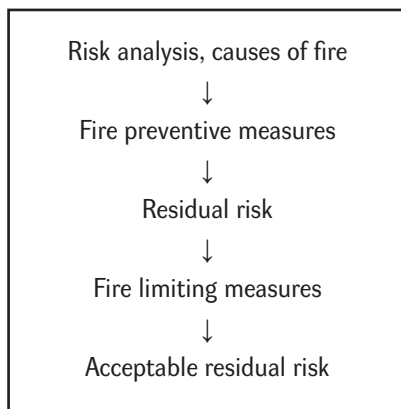 Risk analysis, causes of fire
↓
Fire preventive measures
↓
Residual risk
↓
Fire limiting measures
↓
Acceptable residual risk